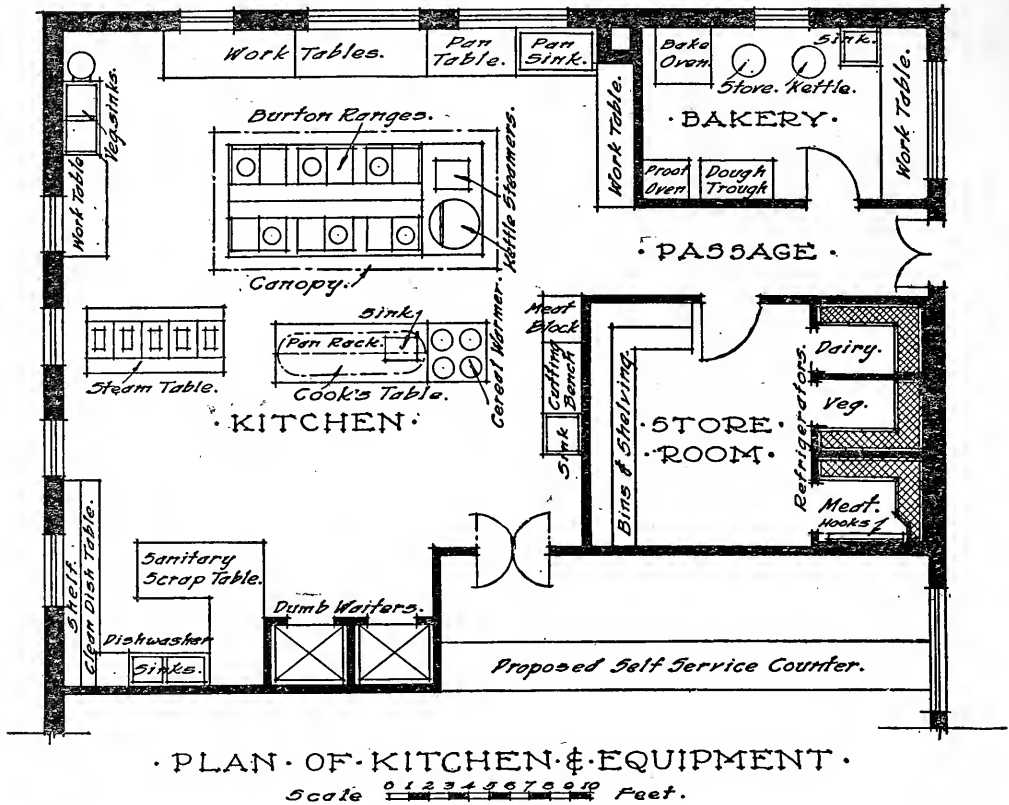 Work Tables.
Pan
Table.
Pan
Sink.
Bake
Oven.
Sink.
Stove. Kettle.
· BAKERY ·
Work Table.
Veg. Sinks.
Work Table
Burton Ranges.
Kettle Steamers.
Canopy.
Work Table.
Proof
Oven
Dough
Trough
· PASSAGE ·
Steam Table.
Sink.
Pan Rack.
Cook's Table.
Cereal Warmer.
Meat
Block
Cutting
Bench
Sink
· KITCHEN ·
Bins & Shelving.
· STORE ·
· ROOM ·
Refrigerators.
Dairy.
Veg.
Meat.
Hooks
Shelf.
Clean Dish Table.
Sanitary
Scrap Table.
Dishwasher
Sinks.
Dumb Waiters.
Proposed Self Service Counter.
· PLAN · OF · KITCHEN · & · EQUIPMENT ·
Scale 0 1 2 3 4 5 6 7 8 9 10 Feet.